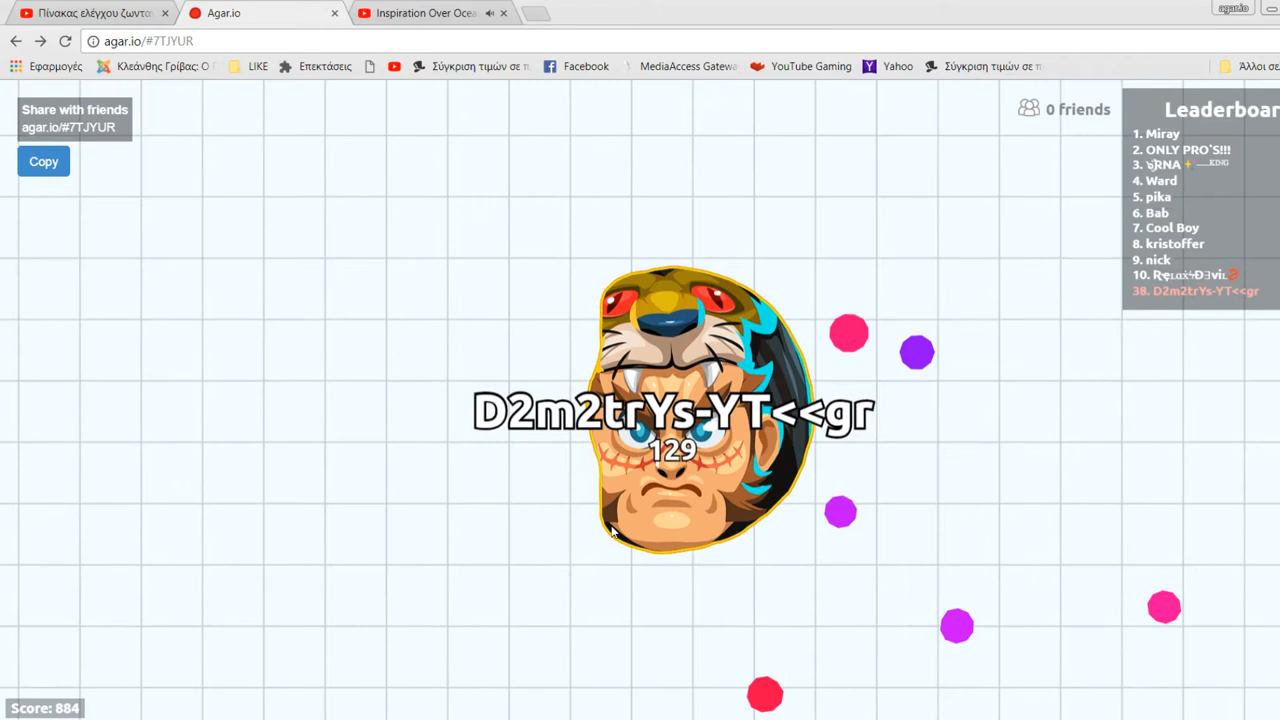 Πίνακας ελέγχου ζωντα
Agar.io
Inspiration Over Ocea
agar.io
agar.io/#7TJYUR
Εφαρμογές
Κλεάνθης Γρίβας: Ο Π
LIKE
Επεκτάσεις
Σύγκριση τιμών σε π
Facebook
MediaAccess Gatewa
YouTube Gaming
Yahoo
Σύγκριση τιμών σε π
Άλλοι σε
Share with friends
agar.io/#7TJYUR
Copy
0 friends
Leaderboar
1. Miray
2. ONLY PRO`S!!!
4. Ward
5. pika
6. Bab
7. Cool Boy
8. kristoffer
9. nick
38. D2m2trYs-YT<<gr
D2m2trYs-YT<<gr
129
Score: 884